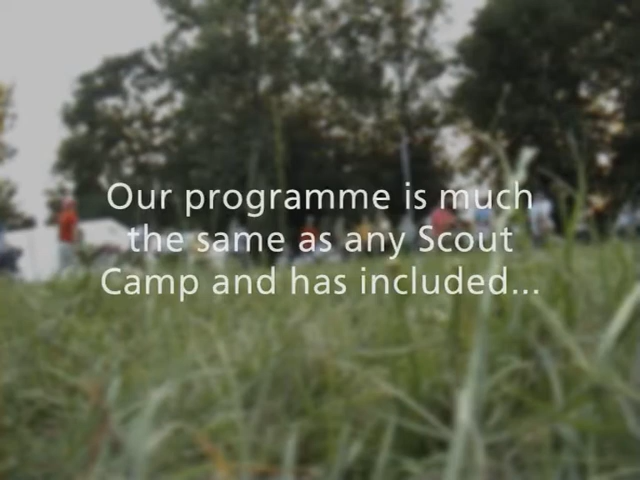 Our programme is much
the same as any Scout
Camp and has included...